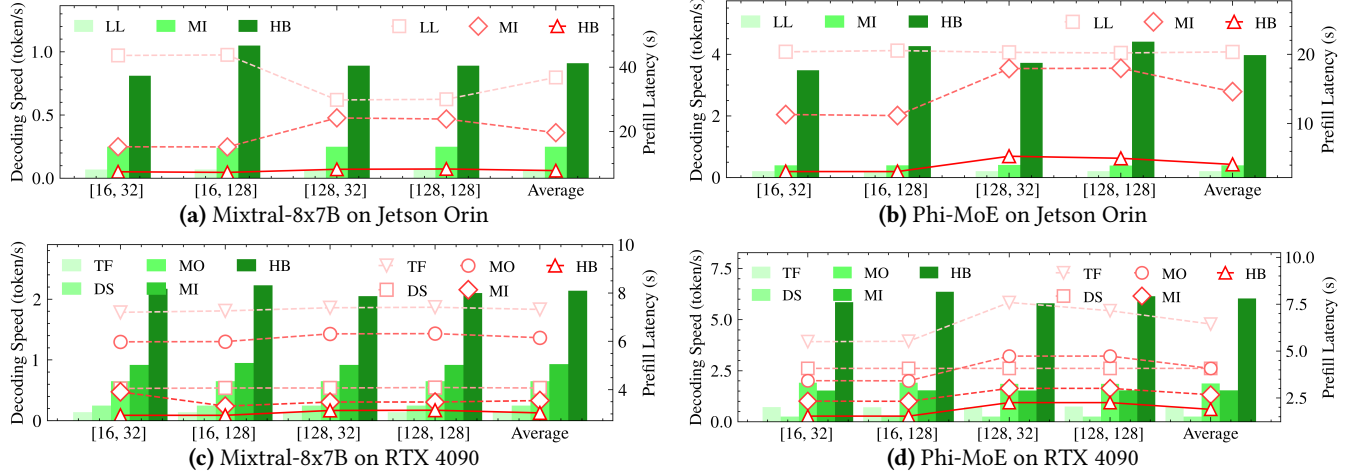 LL MI HB LL MI HB
Decoding Speed (token/s)
1.0
0.5
0.0
40
20
Prefill Latency (s)
[16, 32] [16, 128] [128, 32] [128, 128] Average
(a) Mixtral-8x7B on Jetson Orin
LL MI HB LL MI HB
Decoding Speed (token/s)
4
2
0
20
10
Prefill Latency (s)
[16, 32] [16, 128] [128, 32] [128, 128] Average
(b) Phi-MoE on Jetson Orin
TF MO HB TF MO HB
DS MI DS MI
Decoding Speed (token/s)
2
1
0
10
8
6
4
Prefill Latency (s)
[16, 32] [16, 128] [128, 32] [128, 128] Average
(c) Mixtral-8x7B on RTX 4090
TF MO HB TF MO HB
DS MI DS MI
Decoding Speed (token/s)
7.5
5.0
2.5
0.0
10.0
7.5
5.0
2.5
Prefill Latency (s)
[16, 32] [16, 128] [128, 32] [128, 128] Average
(d) Phi-MoE on RTX 4090